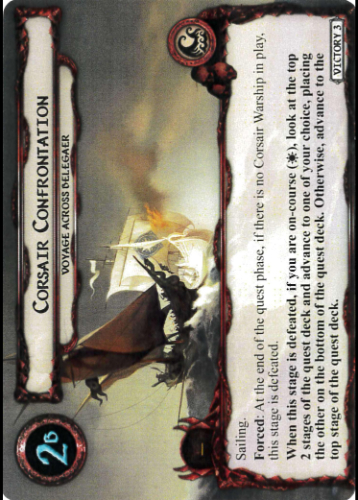 2B
CORSAIR CONFRONTATION
VOYAGE ACROSS BELEGAER
–
Sailing.
Forced: At the end of the quest phase, if there is no Corsair Warship in play,
this stage is defeated.
When this stage is defeated, if you are on-course (☀), look at the top
2 stages of the quest deck and advance to one of your choice, placing
the other on the bottom of the quest deck. Otherwise, advance to the
top stage of the quest deck.
VICTORY 3